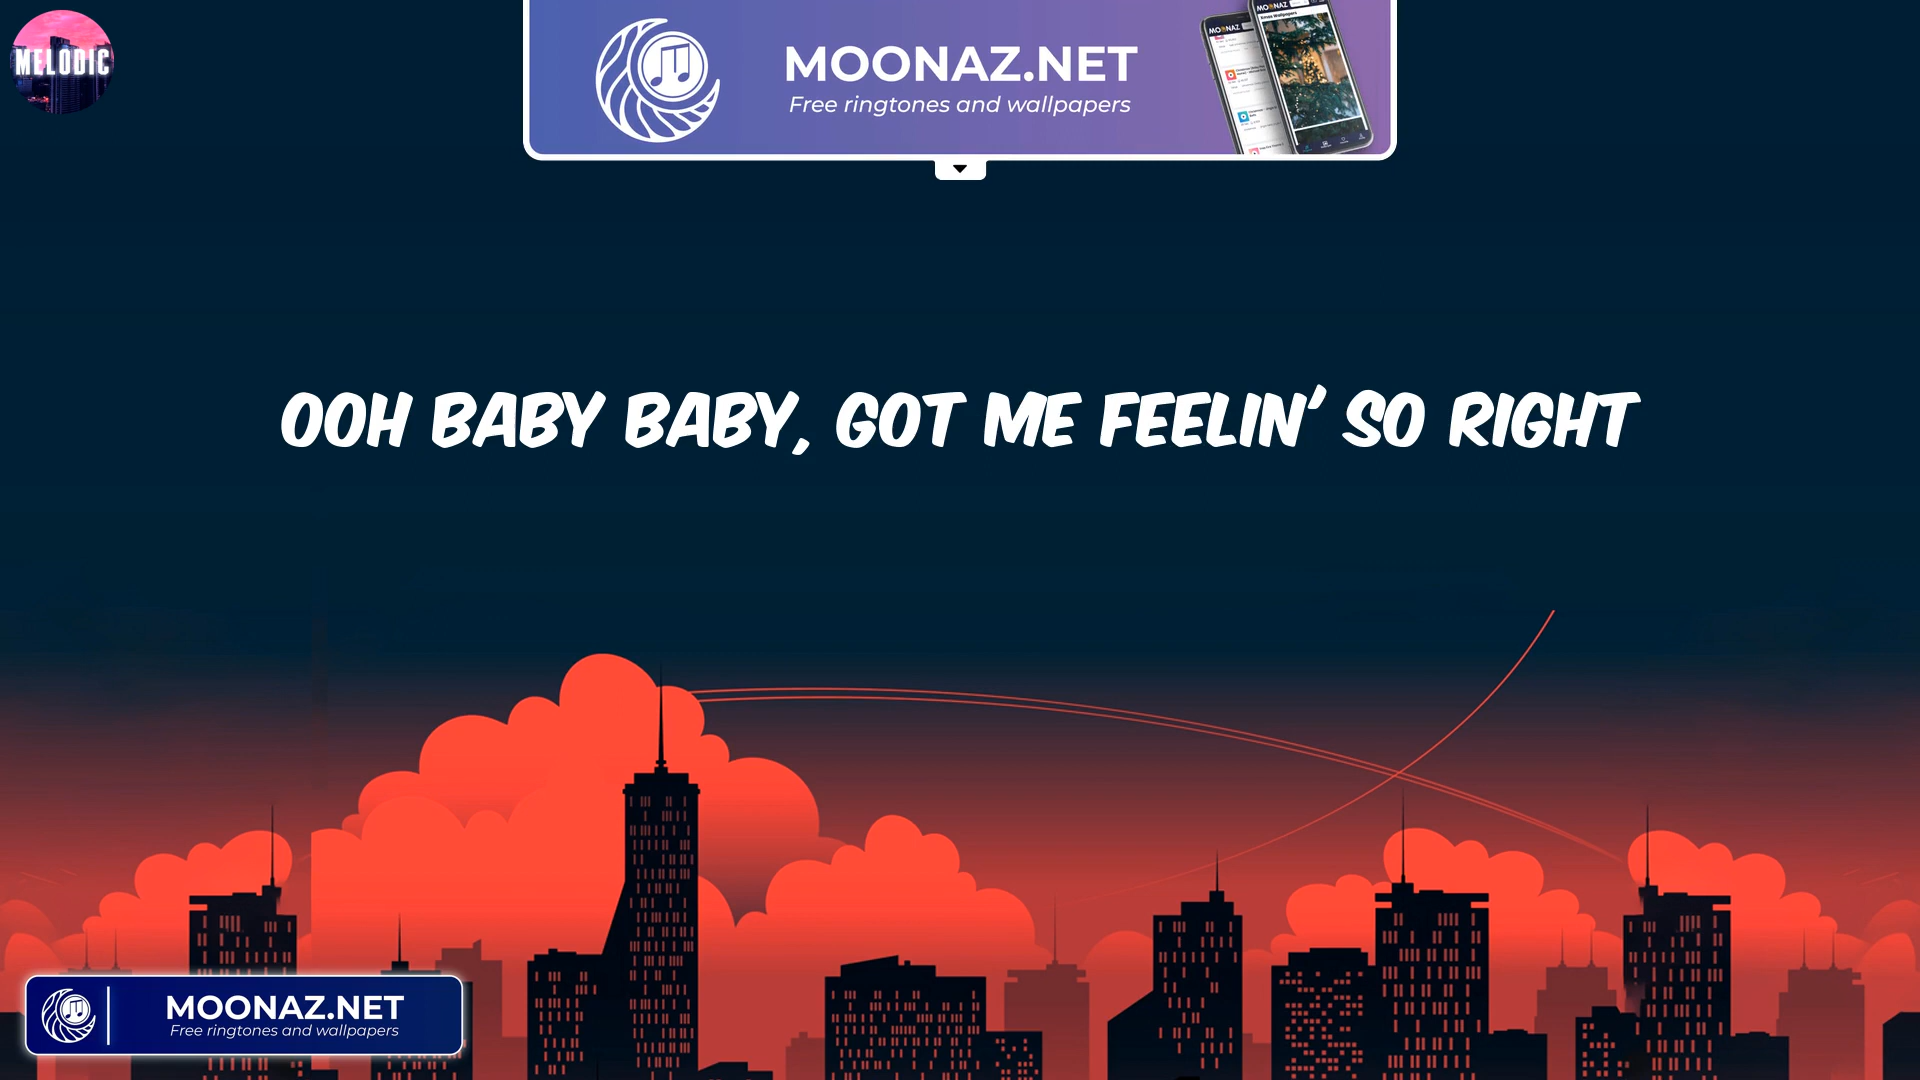 MELODIC
MOONAZ.NET
Free ringtones and wallpapers
OOH BABY BABY, GOT ME FEELIN' SO RIGHT
MOONAZ.NET
Free ringtones and wallpapers